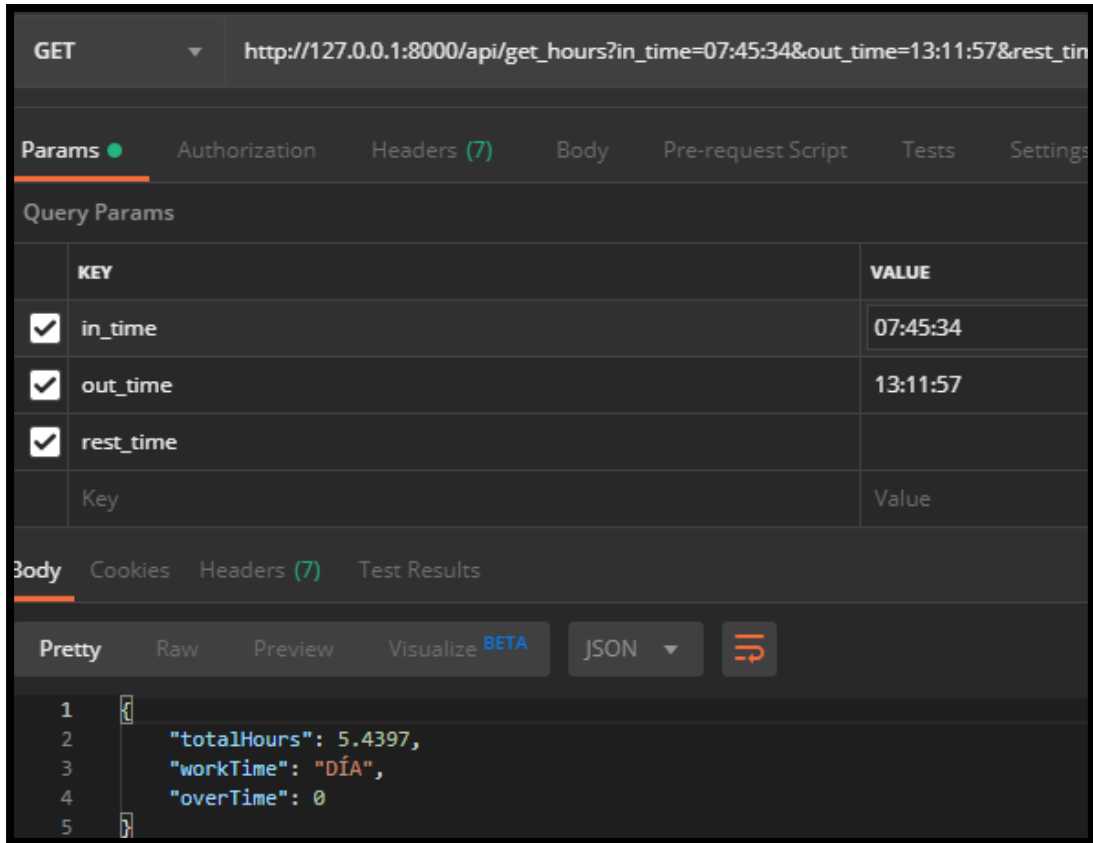 GET http://127.0.0.1:8000/api/get_hours?in_time=07:45:34&out_time=13:11:57&rest_tin
Params Authorization Headers (7) Body Pre-request Script Tests Settings
Query Params
KEY VALUE
in_time 07:45:34
out_time 13:11:57
rest_time
Key Value
Body Cookies Headers (7) Test Results
Pretty Raw Preview Visualize BETA JSON
1 {
2 "totalHours": 5.4397,
3 "workTime": "DÍA",
4 "overTime": 0
5 }